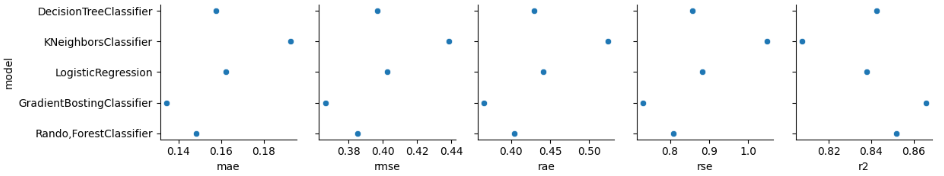 DecisionTreeClassifier
KNeighborsClassifier
LogisticRegression
GradientBostingClassifier
Rando,ForestClassifier
model
0.14 0.16 0.18
mae
0.38 0.40 0.42 0.44
rmse
0.40 0.45 0.50
rae
0.8 0.9 1.0
rse
0.82 0.84 0.86
r2